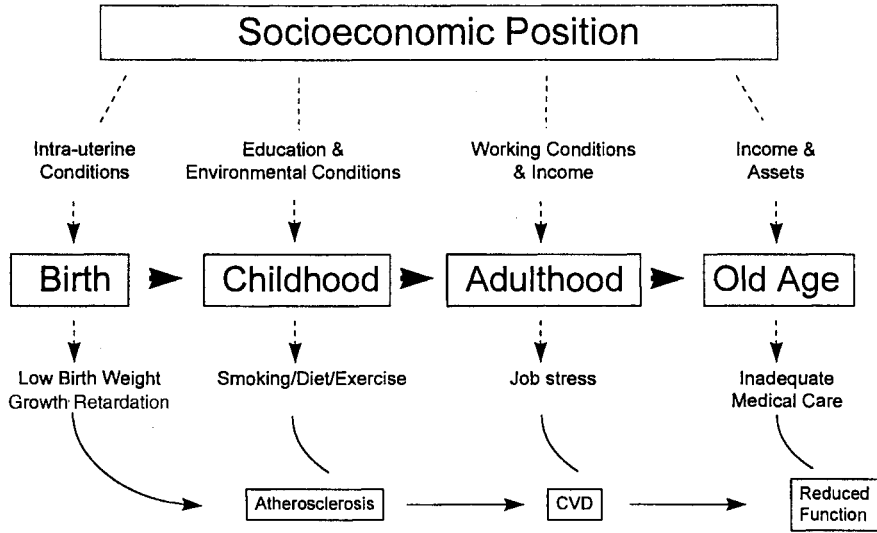 Socioeconomic Position
Intra-uterine
Conditions
Education &
Environmental Conditions
Working Conditions
& Income
Income &
Assets
Birth
Childhood
Adulthood
Old Age
Low Birth Weight
Growth Retardation
Smoking/Diet/Exercise
Job stress
Inadequate
Medical Care
Atherosclerosis
CVD
Reduced
Function